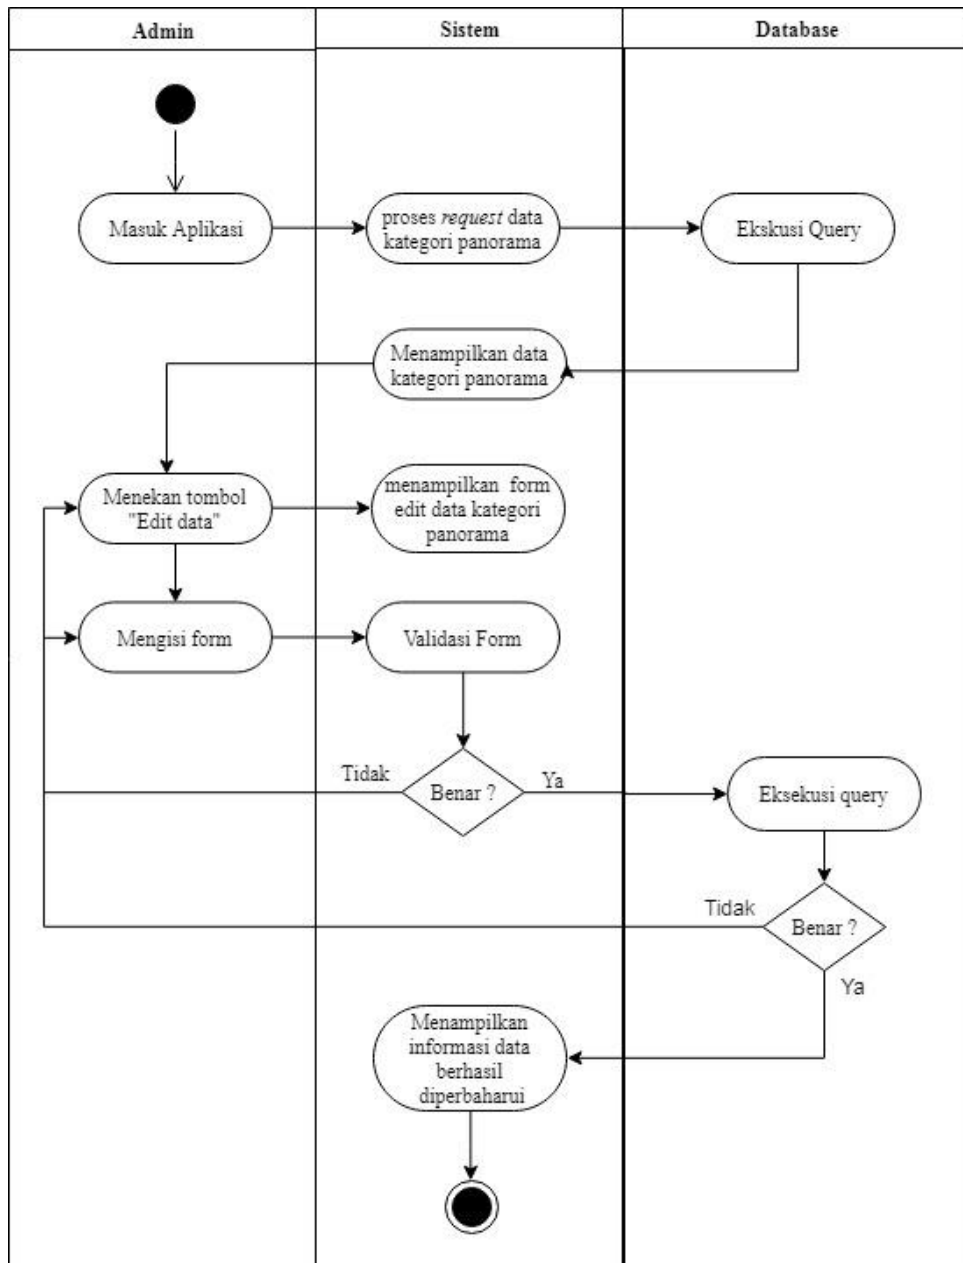 Admin
Sistem
Database
Masuk Aplikasi
proses request data
kategori panorama
Ekskusi Query
Menampilkan data
kategori panorama
Menekan tombol
"Edit data"
menampilkan form
edit data kategori
panorama
Mengisi form
Validasi Form
Tidak
Benar ?
Ya
Eksekusi query
Tidak
Benar ?
Ya
Menampilkan
informasi data
berhasil
diperbaharui